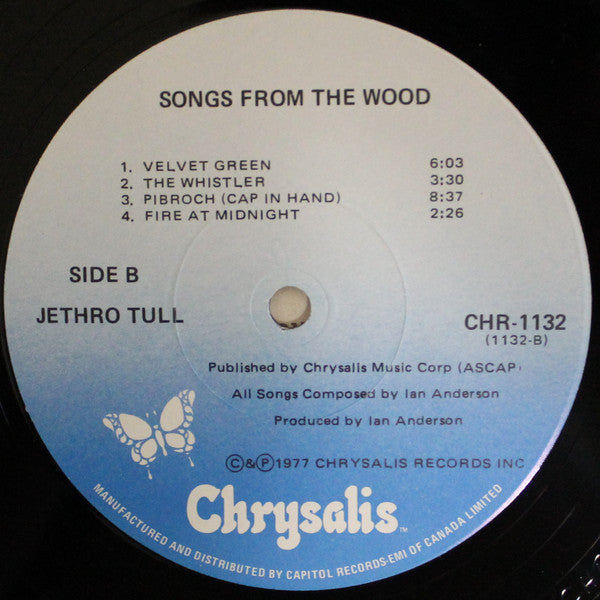 SONGS FROM THE WOOD
1. VELVET GREEN 6:03
2. THE WHISTLER 3:30
3. PIBROCH (CAP IN HAND) 8:37
4. FIRE AT MIDNIGHT 2:26
SIDE B
JETHRO TULL
CHR-1132
(1132-B)
Published by Chrysalis Music Corp (ASCAP)
All Songs Composed by Ian Anderson
Produced by Ian Anderson
©&℗1977 CHRYSALIS RECORDS INC
Chrysalis™
MANUFACTURED AND DISTRIBUTED BY CAPITOL RECORDS-EMI OF CANADA LIMITED